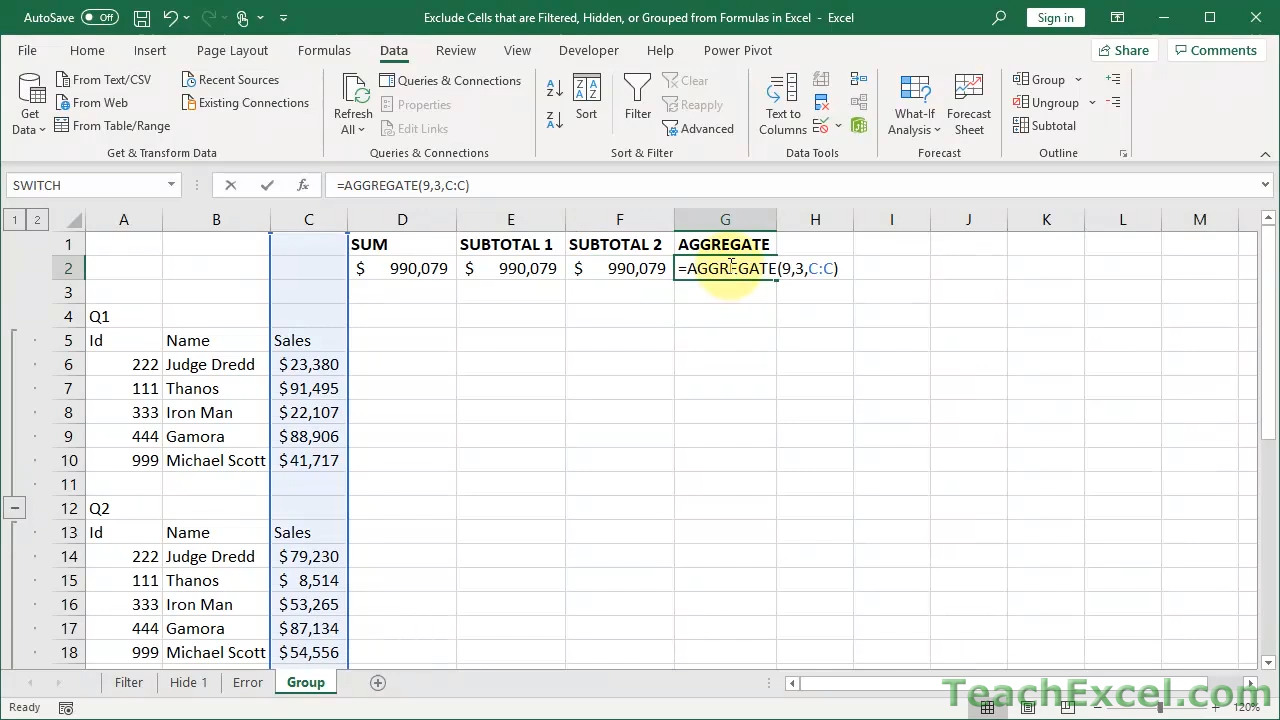 AutoSave Off
Exclude Cells that are Filtered, Hidden, or Grouped from Formulas in Excel - Excel
Sign in
File Home Insert Page Layout Formulas Data Review View Developer Help Power Pivot
Share Comments
Get Data
From Text/CSV
From Web
From Table/Range
Recent Sources
Existing Connections
Get & Transform Data
Refresh All
Queries & Connections
Properties
Edit Links
Queries & Connections
Sort
Filter
Clear
Reapply
Advanced
Sort & Filter
Text to Columns
Data Tools
What-If Analysis
Forecast Sheet
Forecast
Group
Ungroup
Subtotal
Outline
SWITCH
fx
=AGGREGATE(9,3,C:C)
1 2
A B C D E F G H I J K L M
1 SUM SUBTOTAL 1 SUBTOTAL 2 AGGREGATE
2 $ 990,079 $ 990,079 $ 990,079 =AGGREGATE(9,3,C:C)
3
4 Q1
5 Id Name Sales
6 222 Judge Dredd $23,380
7 111 Thanos $91,495
8 333 Iron Man $22,107
9 444 Gamora $88,906
10 999 Michael Scott $41,717
11
12 Q2
13 Id Name Sales
14 222 Judge Dredd $79,230
15 111 Thanos $ 8,514
16 333 Iron Man $53,265
17 444 Gamora $87,134
18 999 Michael Scott $54,556
Filter Hide 1 Error Group
TeachExcel.com
Ready
120%